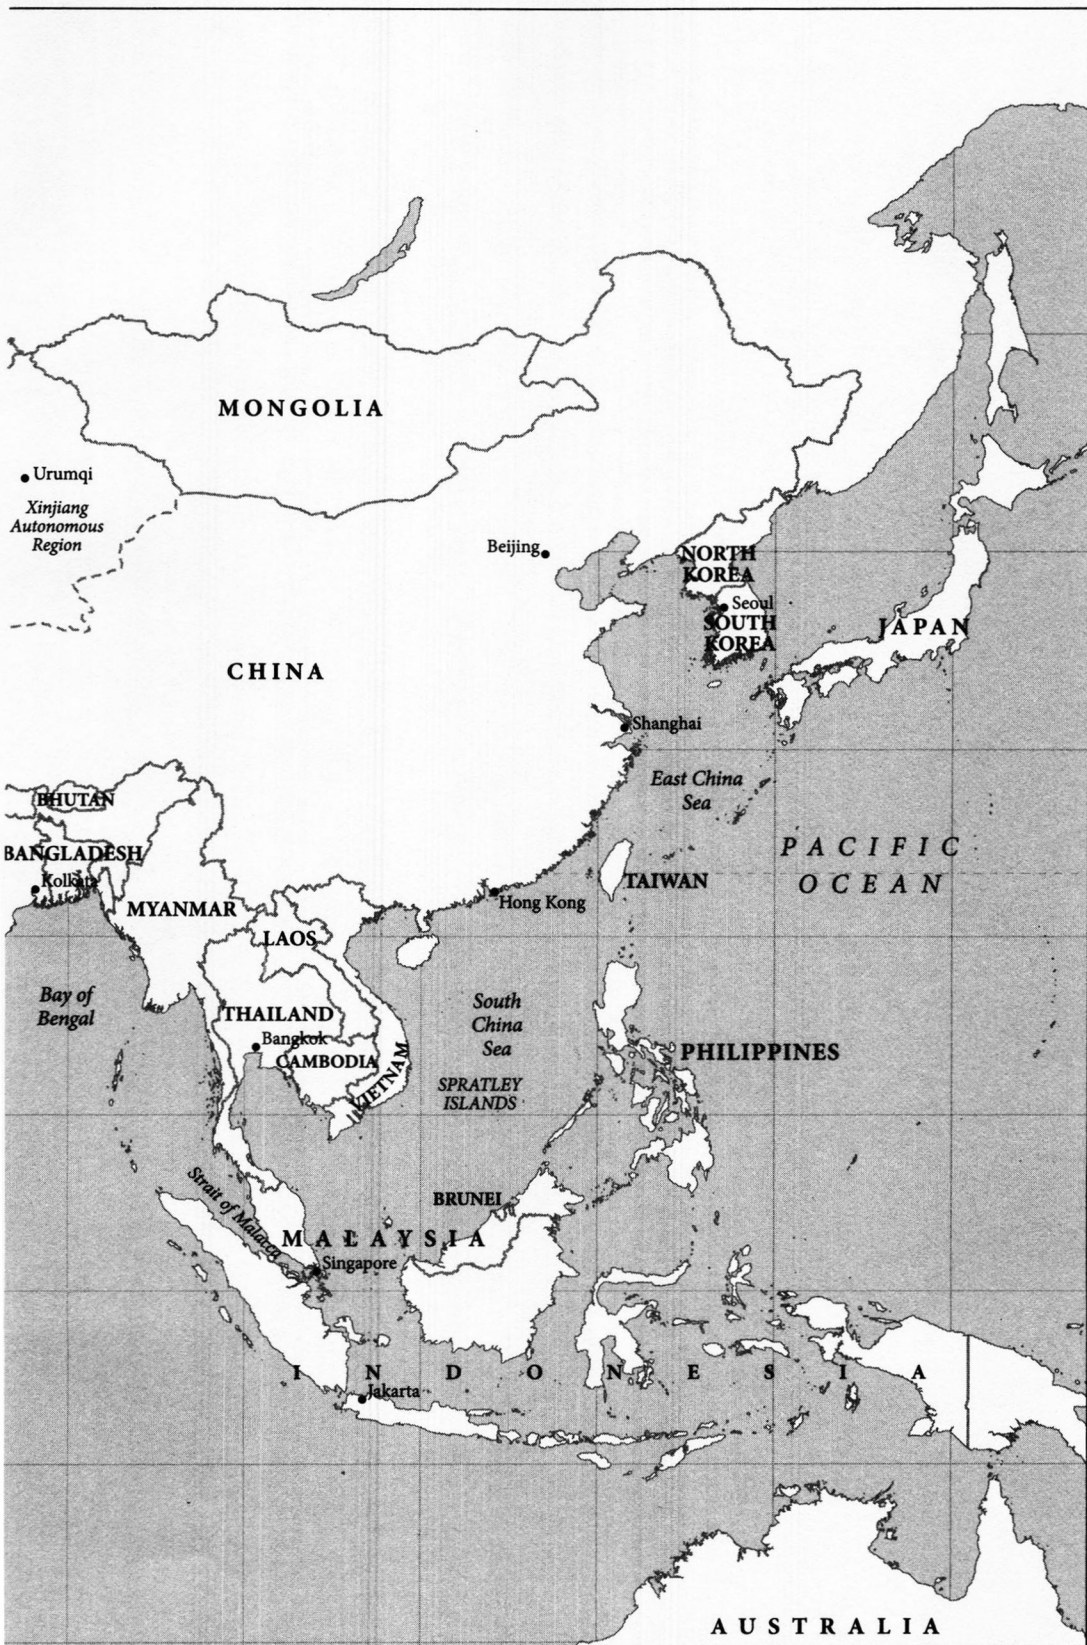 MONGOLIA
Urumqi
Xinjiang
Autonomous
Region
Beijing
NORTH
KOREA
Seoul
SOUTH
KOREA
JAPAN
CHINA
Shanghai
East China
Sea
BHUTAN
BANGLADESH
Kolkata
MYANMAR
LAOS
TAIWAN
Hong Kong
PACIFIC
OCEAN
Bay of
Bengal
THAILAND
Bangkok
CAMBODIA
VIETNAM
South
China
Sea
SPRATLEY
ISLANDS
PHILIPPINES
Strait of Malacca
BRUNEI
MALAYSIA
Singapore
INDONESIA
Jakarta
AUSTRALIA